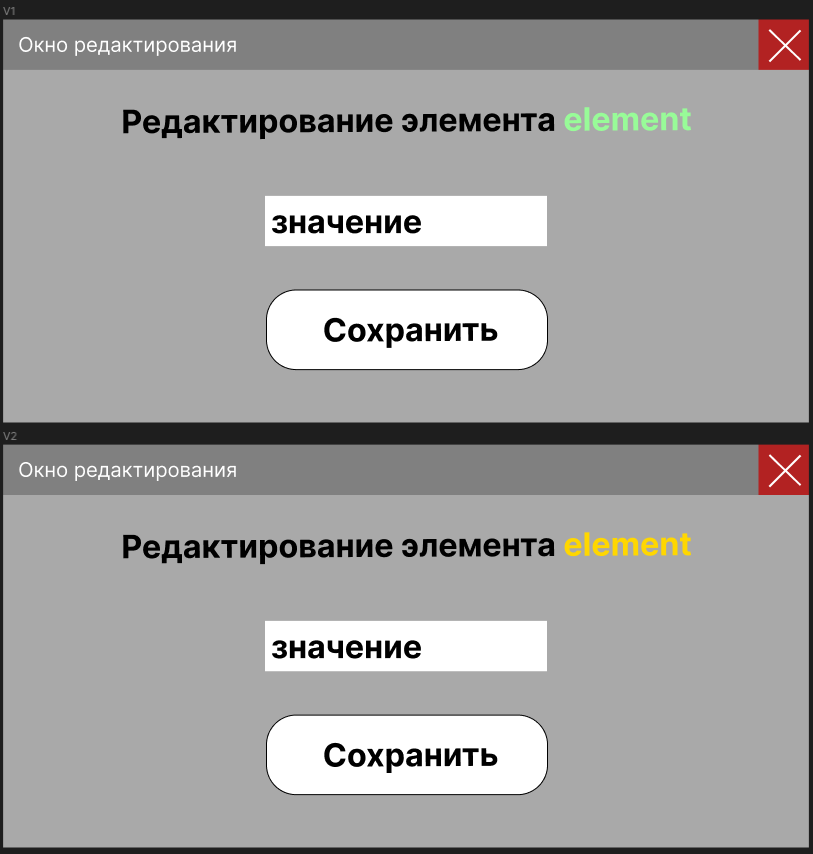 V1
Окно редактирования
Редактирование элемента element
значение
Сохранить
V2
Окно редактирования
Редактирование элемента element
значение
Сохранить